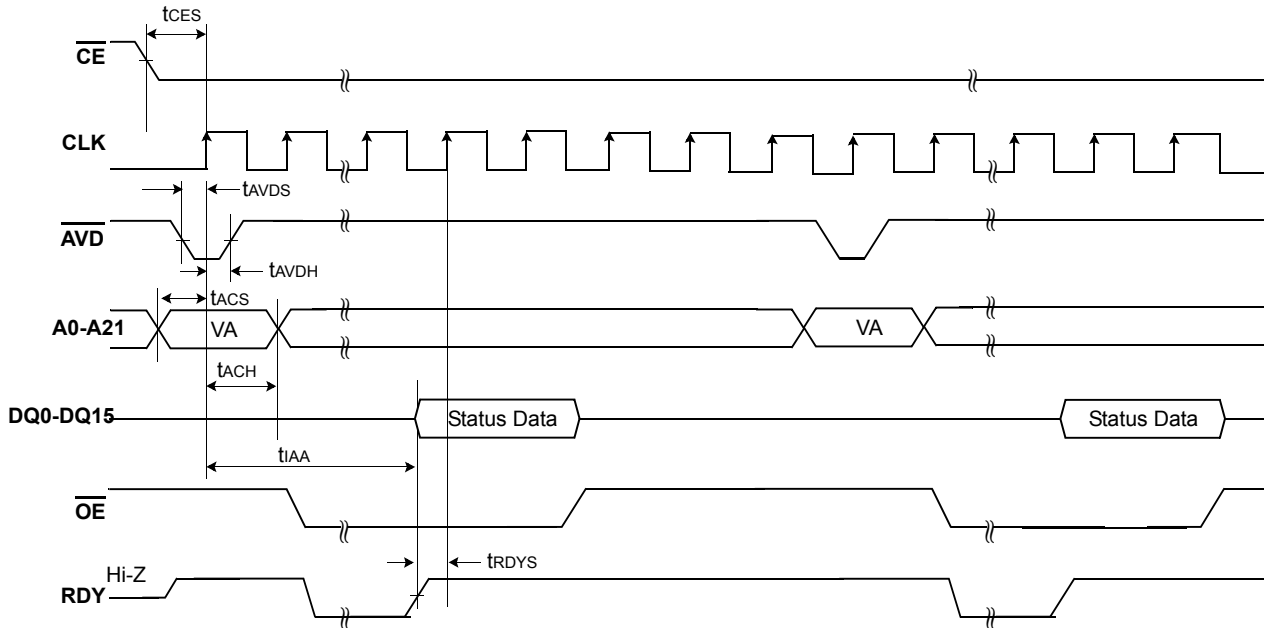 tCES
CE
CLK
tAVDS
AVD
tAVDH
tACS
A0-A21
VA
VA
tACH
DQ0-DQ15
Status Data
Status Data
tIAA
OE
tRDYS
Hi-Z
RDY